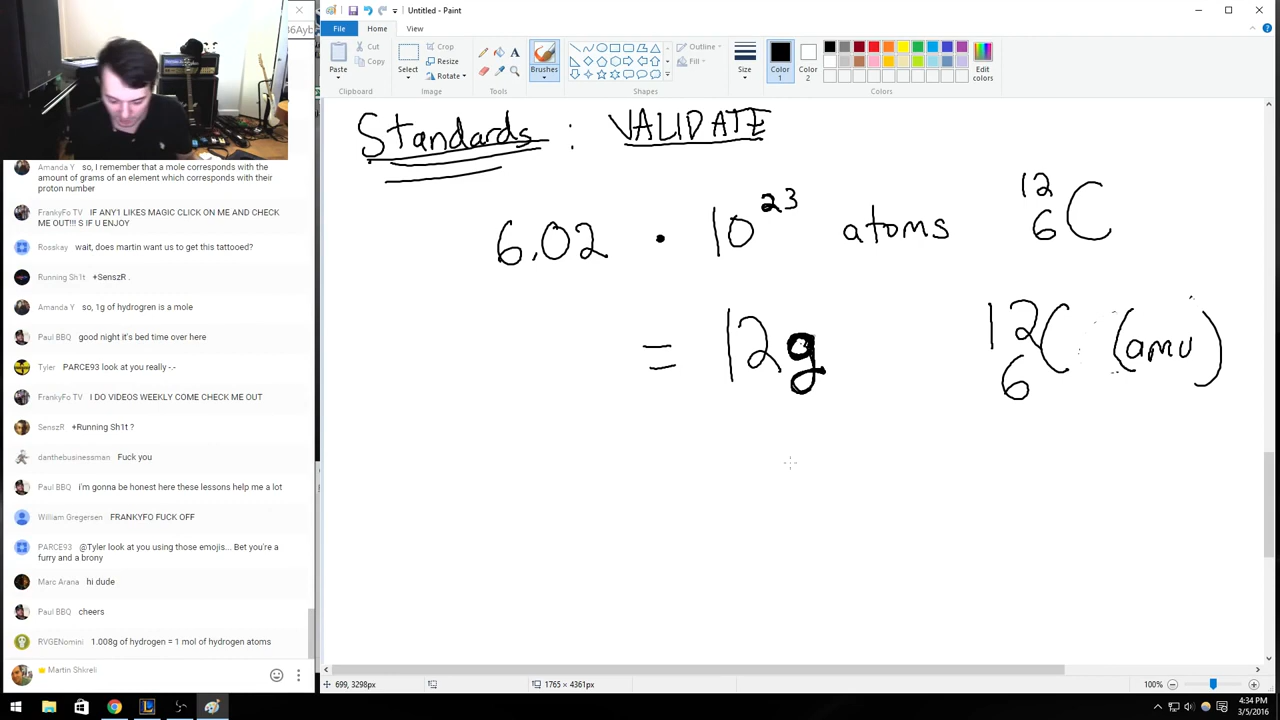 Untitled - Paint
File Home View
Paste Cut Copy Clipboard
Select Crop Resize Rotate Image
Tools
Brushes
Shapes Outline Fill
Size
Color 1 Color 2 Edit colors Colors
Standards : VALIDATE
6.02 • 10²³ atoms ¹²₆C
= 12g ¹²₆C (amu)
Amanda Y so, I remember that a mole corresponds with the
amount of grams of an element which corresponds with their
proton number
FrankyFo TV IF ANY1 LIKES MAGIC CLICK ON ME AND CHECK
ME OUT!!! S IF U ENJOY
Rosskay wait, does martin want us to get this tattooed?
Running Sh1t +SenszR .
Amanda Y so, 1g of hydrogren is a mole
Paul BBQ good night it's bed time over here
Tyler PARCE93 look at you really -.-
FrankyFo TV I DO VIDEOS WEEKLY COME CHECK ME OUT
SenszR +Running Sh1t ?
danthebusinessman Fuck you
Paul BBQ i'm gonna be honest here these lessons help me a lot
William Gregersen FRANKYFO FUCK OFF
PARCE93 @Tyler look at you using those emojis... Bet you're a
furry and a brony
Marc Arana hi dude
Paul BBQ cheers
RVGENomini 1.008g of hydrogen = 1 mol of hydrogen atoms
Martin Shkreli
699, 3298px 1765 × 4361px 100%
4:34 PM
3/5/2016